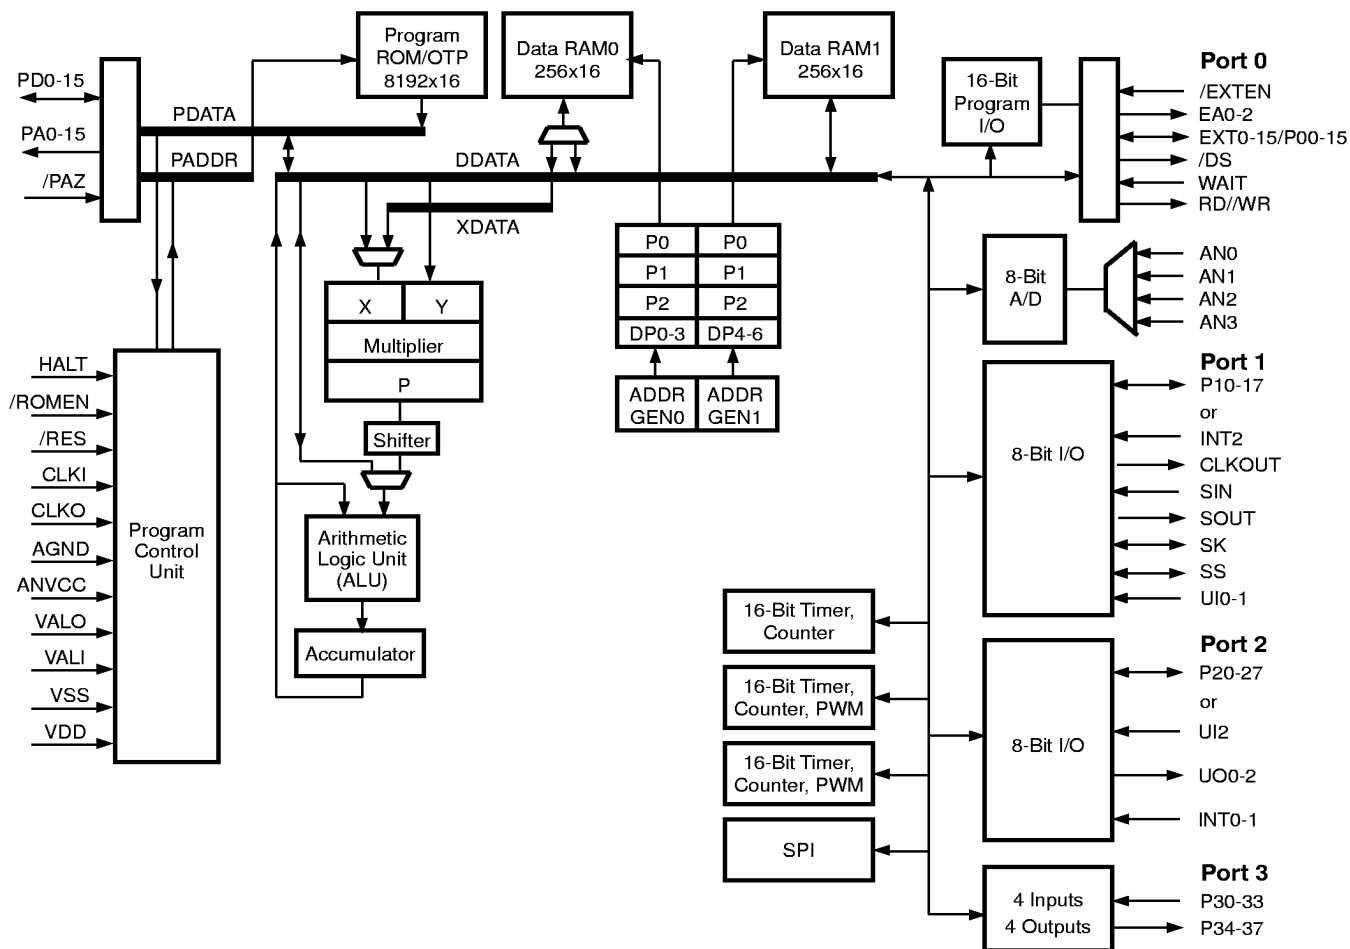 Program
ROM/OTP
8192x16
Data RAM0
256x16
Data RAM1
256x16
16-Bit
Program
I/O
Port 0
/EXTEN
EA0-2
EXT0-15/P00-15
/DS
WAIT
RD//WR
PD0-15
PA0-15
/PAZ
PDATA
PADDR
DDATA
XDATA
P0
P0
P1
P1
P2
P2
DP0-3
DP4-6
ADDR
GEN0
ADDR
GEN1
8-Bit
A/D
AN0
AN1
AN2
AN3
X
Y
Multiplier
P
Shifter
Arithmetic
Logic Unit
(ALU)
Accumulator
HALT
/ROMEN
/RES
CLKI
CLKO
AGND
ANVCC
VALO
VALI
VSS
VDD
Program
Control
Unit
Port 1
8-Bit I/O
P10-17
or
INT2
CLKOUT
SIN
SOUT
SK
SS
UI0-1
16-Bit Timer,
Counter
16-Bit Timer,
Counter, PWM
16-Bit Timer,
Counter, PWM
SPI
Port 2
8-Bit I/O
P20-27
or
UI2
UO0-2
INT0-1
Port 3
4 Inputs
4 Outputs
P30-33
P34-37